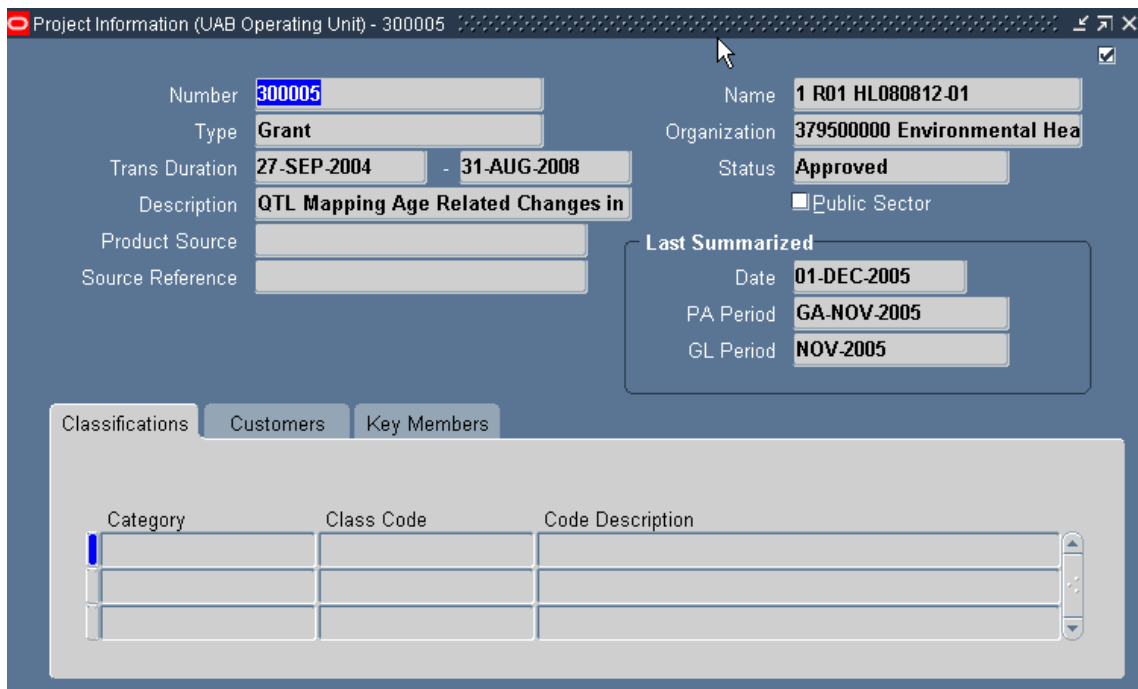 Project Information (UAB Operating Unit) - 300005
Number 300005 Name 1 R01 HL080812-01
Type Grant Organization 379500000 Environmental Hea
Trans Duration 27-SEP-2004 - 31-AUG-2008 Status Approved
Description QTL Mapping Age Related Changes in Public Sector
Product Source Last Summarized
Source Reference Date 01-DEC-2005
PA Period GA-NOV-2005
GL Period NOV-2005
Classifications Customers Key Members
Category Class Code Code Description